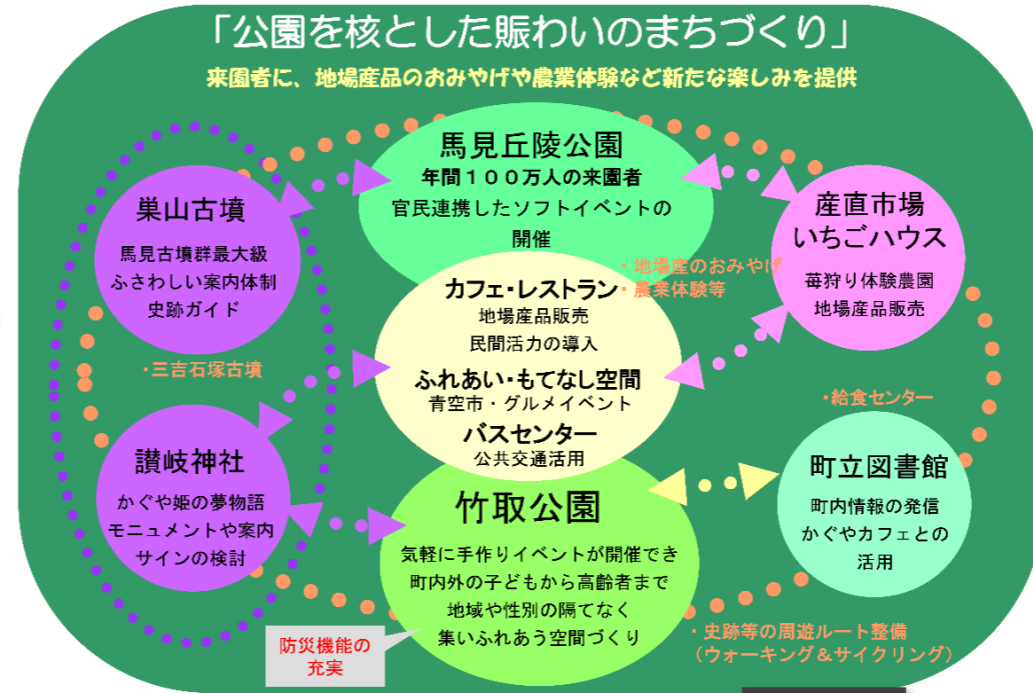 「公園を核とした賑わいのまちづくり」
来園者に、地場産品のおみやげや農業体験など新たな楽しみを提供
馬見丘陵公園
年間１００万人の来園者
官民連携したソフトイベントの
開催
巣山古墳
馬見古墳群最大級
ふさわしい案内体制
史跡ガイド
産直市場
いちごハウス
苺狩り体験農園
地場産品販売
・地場産のおみやげ
・農業体験等
カフェ・レストラン
地場産品販売
民間活力の導入
ふれあい・もてなし空間
青空市・グルメイベント
バスセンター
公共交通活用
・三吉石塚古墳
・給食センター
讃岐神社
かぐや姫の夢物語
モニュメントや案内
サインの検討
町立図書館
町内情報の発信
かぐやカフェとの
活用
竹取公園
気軽に手作りイベントが開催でき
町内外の子どもから高齢者まで
地域や性別の隔てなく
集いふれあう空間づくり
防災機能の
充実
・史跡等の周遊ルート整備
（ウォーキング＆サイクリング）